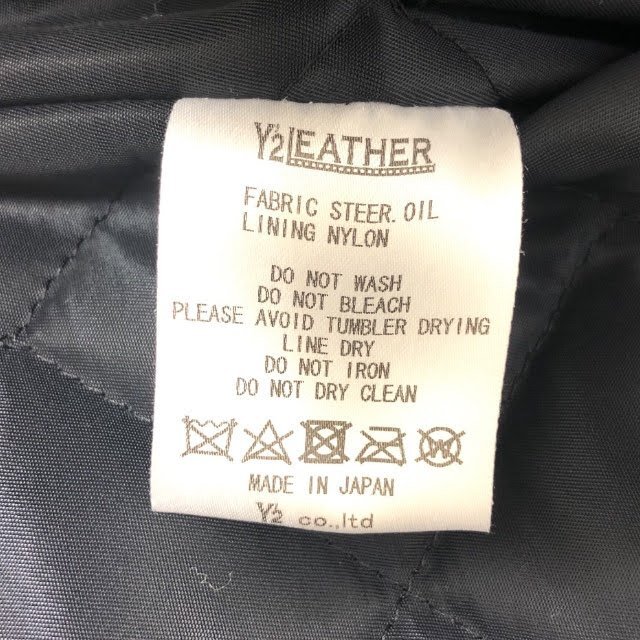 Y'2 LEATHER
FABRIC STEER.OIL
LINING NYLON
DO NOT WASH
DO NOT BLEACH
PLEASE AVOID TUMBLER DRYING
LINE DRY
DO NOT IRON
DO NOT DRY CLEAN
W
MADE IN JAPAN
Y'2 co.,ltd